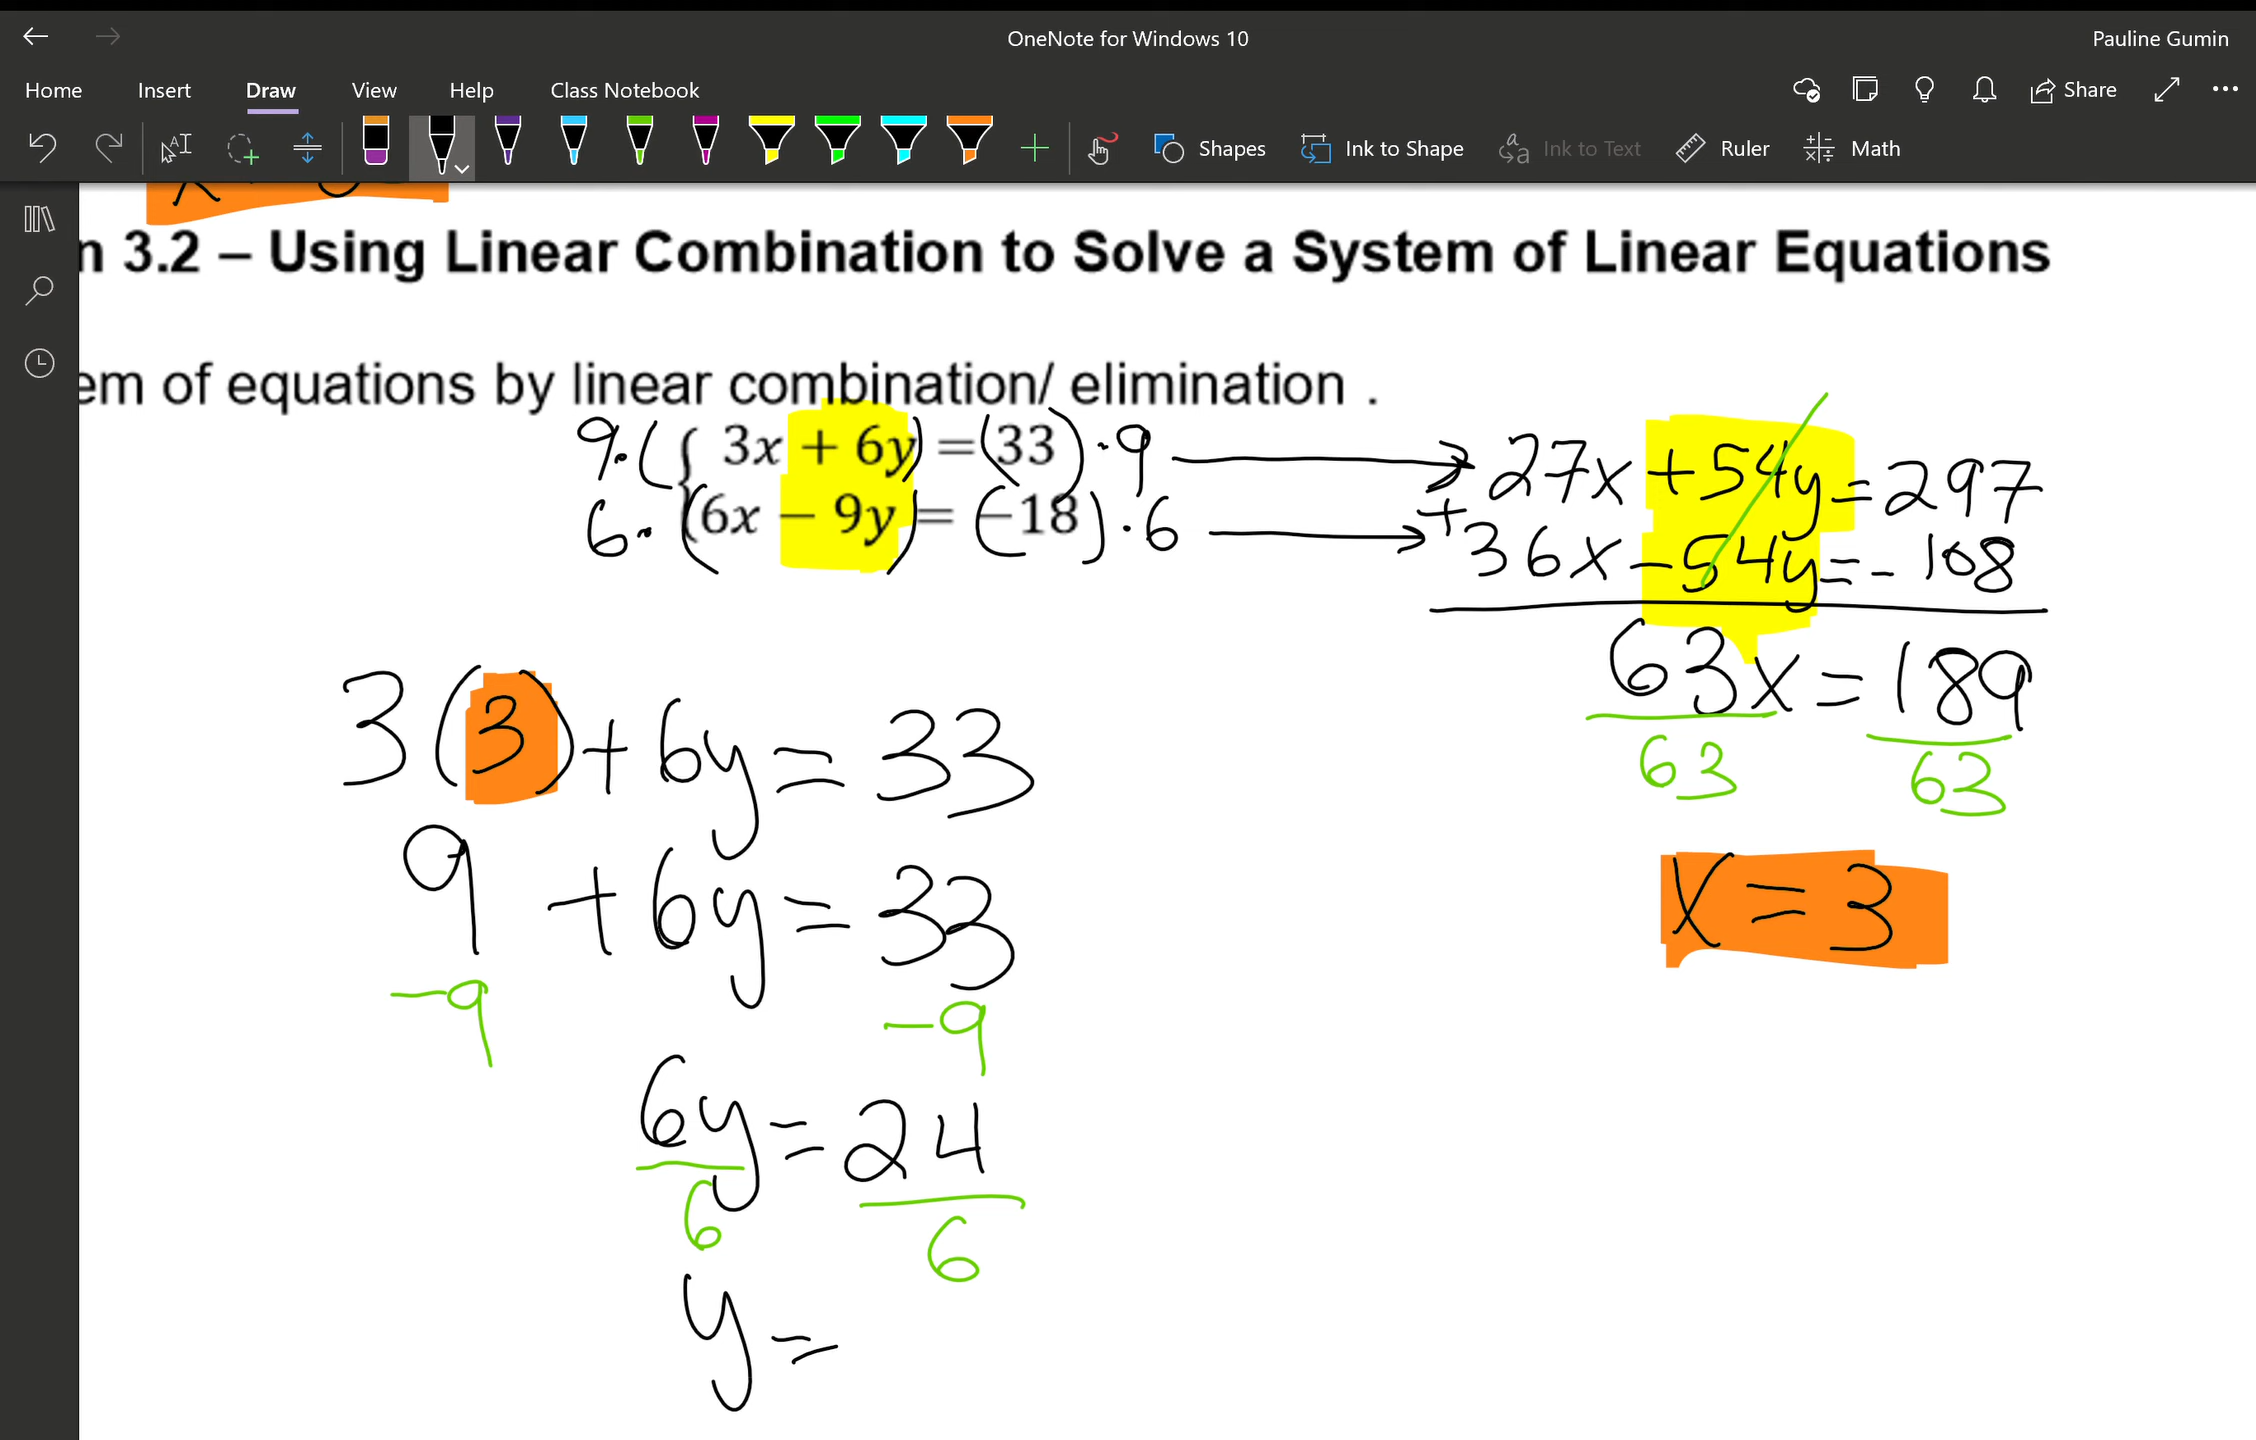 OneNote for Windows 10
Pauline Gumin
Home Insert Draw View Help Class Notebook Share
Shapes Ink to Shape Ink to Text Ruler Math
n 3.2 – Using Linear Combination to Solve a System of Linear Equations
em of equations by linear combination/ elimination .
9·({ 3x + 6y) = (33)·9 → 27x + 54y = 297
6·(6x − 9y) = (−18)·6 → + 36x − 54y = - 108
63x = 189
63 63
x = 3
3(3) + 6y = 33
9 + 6y = 33
-9 -9
6y = 24
6 6
y =